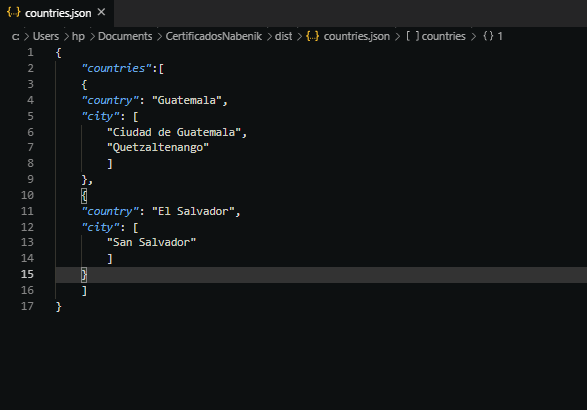 {..} countries.json ×
c: > Users > hp > Documents > CertificadosNabenik > dist > {..} countries.json > [ ] countries > { } 1
1 {
2 "countries":[
3 {
4 "country": "Guatemala",
5 "city": [
6 "Ciudad de Guatemala",
7 "Quetzaltenango"
8 ]
9 },
10 {
11 "country": "El Salvador",
12 "city": [
13 "San Salvador"
14 ]
15 }
16 ]
17 }